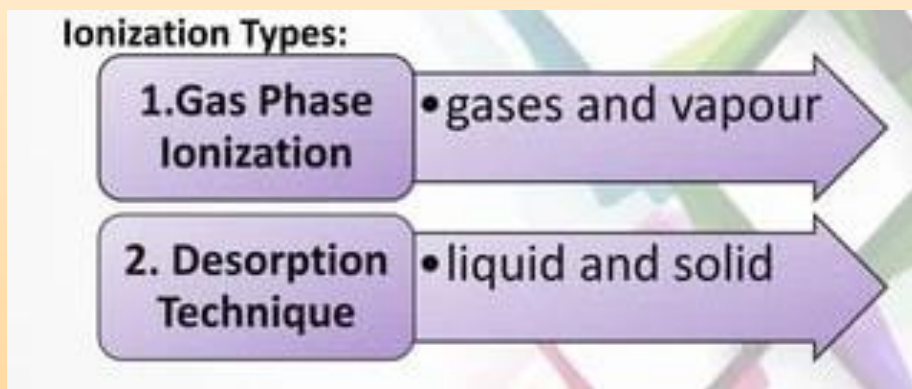 Ionization Types:
1.Gas Phase
Ionization
•gases and vapour
2. Desorption
Technique
•liquid and solid